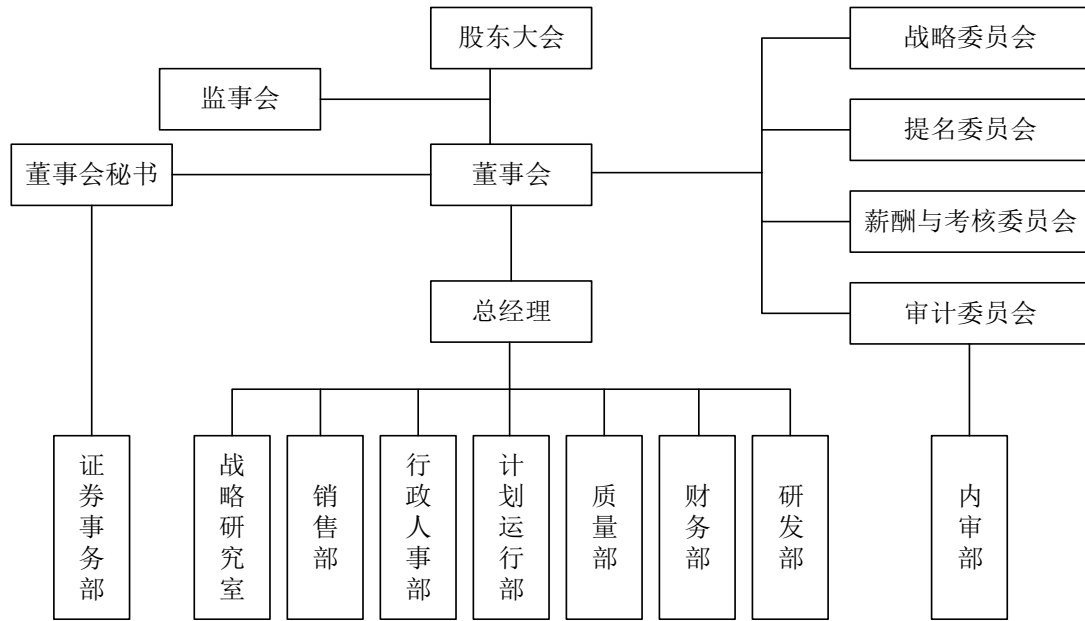 股东大会
战略委员会
监事会
提名委员会
董事会秘书
董事会
薪酬与考核委员会
总经理
审计委员会
证券事务部
战略研究室
销售部
行政人事部
计划运行部
质量部
财务部
研发部
内审部